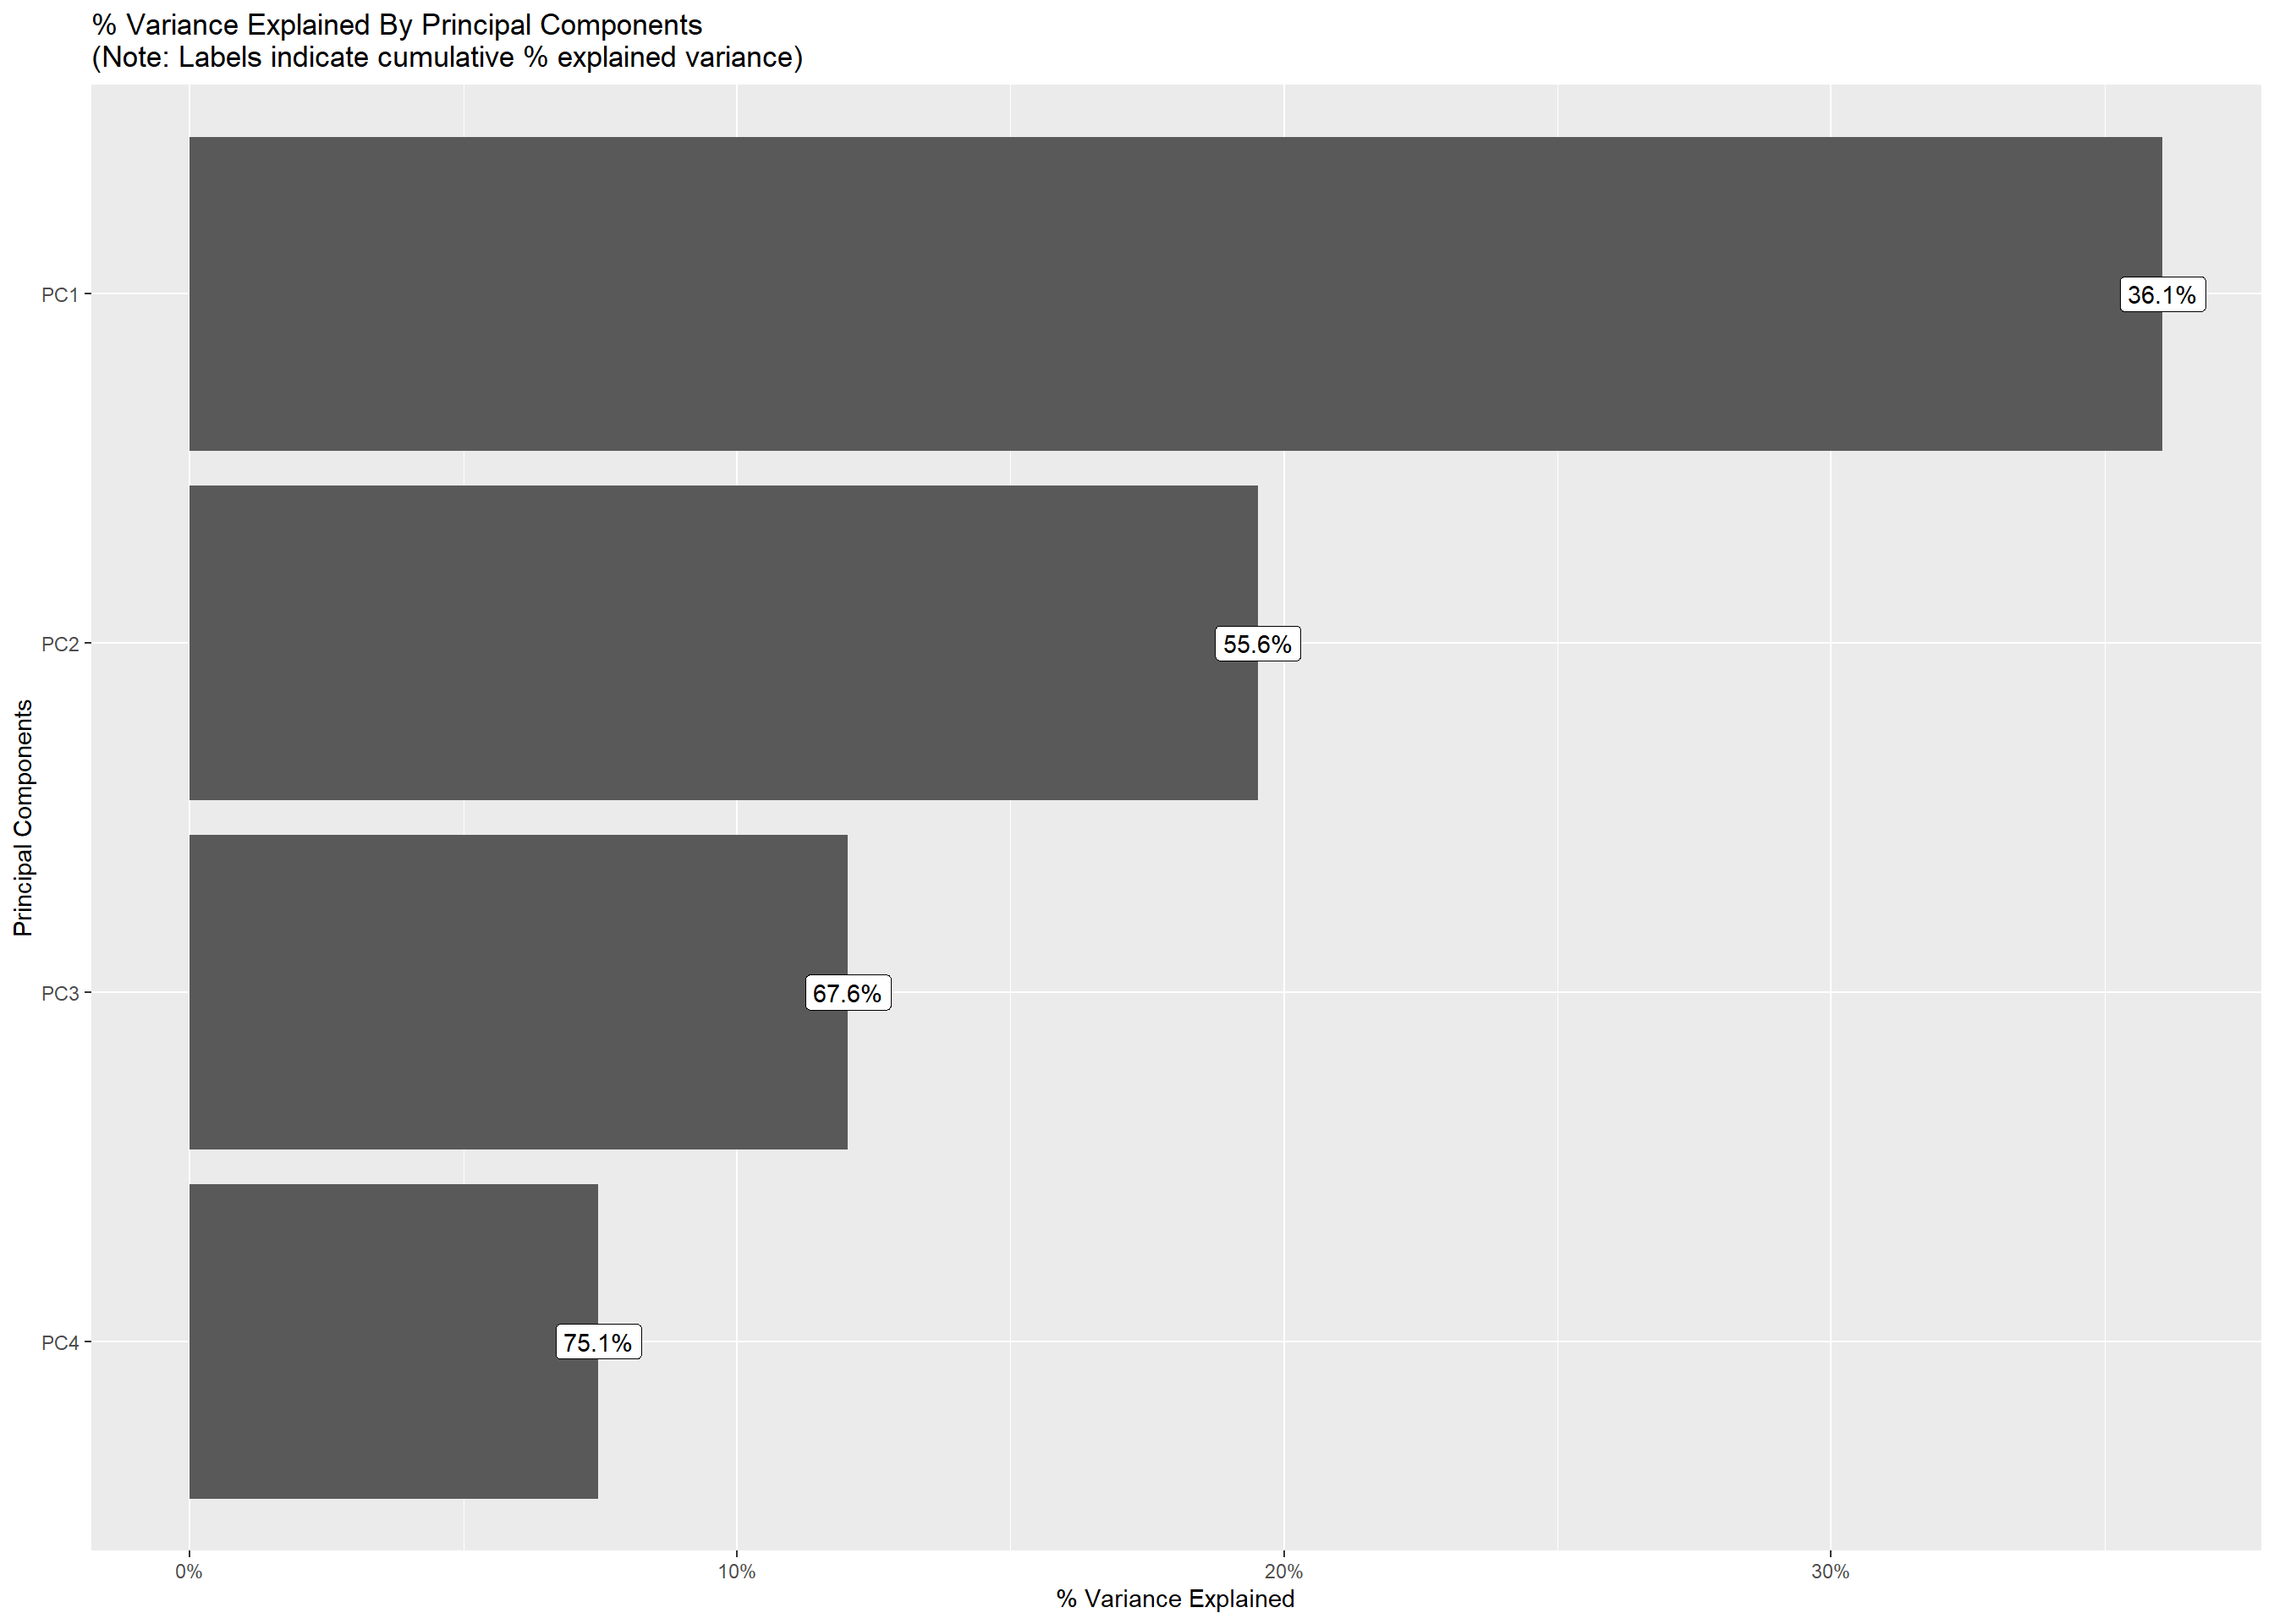 % Variance Explained By Principal Components
(Note: Labels indicate cumulative % explained variance)
Principal Components
PC1
36.1%
PC2
55.6%
PC3
67.6%
PC4
75.1%
0%
10%
20%
30%
% Variance Explained